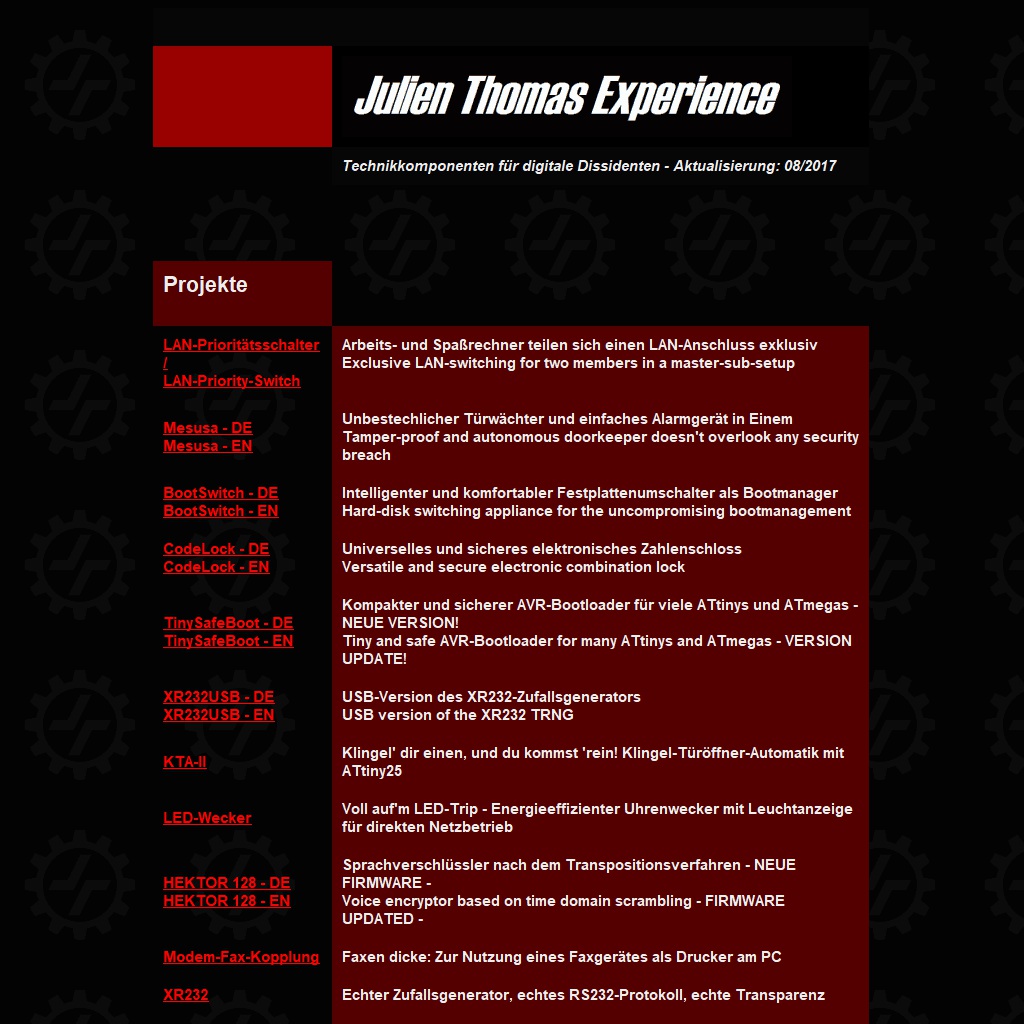 Julien Thomas Experience
Technikkomponenten für digitale Dissidenten - Aktualisierung: 08/2017
Projekte
LAN-Prioritätsschalter
/
LAN-Priority-Switch
Arbeits- und Spaßrechner teilen sich einen LAN-Anschluss exklusiv
Exclusive LAN-switching for two members in a master-sub-setup
Mesusa - DE
Mesusa - EN
Unbestechlicher Türwächter und einfaches Alarmgerät in Einem
Tamper-proof and autonomous doorkeeper doesn't overlook any security
breach
BootSwitch - DE
BootSwitch - EN
Intelligenter und komfortabler Festplattenumschalter als Bootmanager
Hard-disk switching appliance for the uncompromising bootmanagement
CodeLock - DE
CodeLock - EN
Universelles und sicheres elektronisches Zahlenschloss
Versatile and secure electronic combination lock
TinySafeBoot - DE
TinySafeBoot - EN
Kompakter und sicherer AVR-Bootloader für viele ATtinys und ATmegas -
NEUE VERSION!
Tiny and safe AVR-Bootloader for many ATtinys and ATmegas - VERSION
UPDATE!
XR232USB - DE
XR232USB - EN
USB-Version des XR232-Zufallsgenerators
USB version of the XR232 TRNG
KTA-II
Klingel' dir einen, und du kommst 'rein! Klingel-Türöffner-Automatik mit
ATtiny25
LED-Wecker
Voll auf'm LED-Trip - Energieeffizienter Uhrenwecker mit Leuchtanzeige
für direkten Netzbetrieb
HEKTOR 128 - DE
HEKTOR 128 - EN
Sprachverschlüssler nach dem Transpositionsverfahren - NEUE
FIRMWARE -
Voice encryptor based on time domain scrambling - FIRMWARE
UPDATED -
Modem-Fax-Kopplung
Faxen dicke: Zur Nutzung eines Faxgerätes als Drucker am PC
XR232
Echter Zufallsgenerator, echtes RS232-Protokoll, echte Transparenz